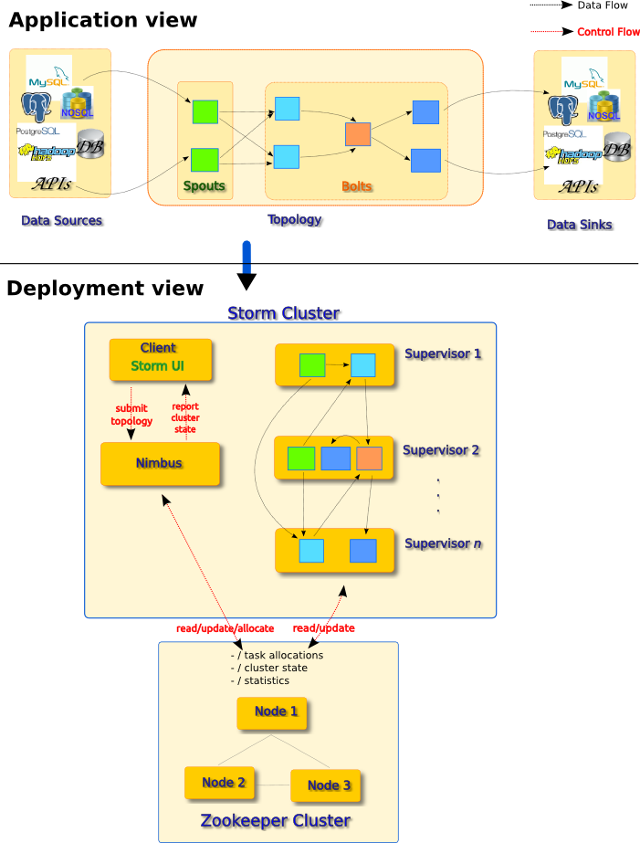 Application view
Data Flow
Control Flow
MySQL
NOSQL
PostgreSQL
hadoop
HDFS
DB
APIs
Data Sources
Spouts
Bolts
Topology
MySQL
NOSQL
PostgreSQL
hadoop
HDFS
DB
APIs
Data Sinks
Deployment view
Storm Cluster
Client
Storm UI
submit
topology
report
cluster
state
Nimbus
Supervisor 1
Supervisor 2
.
.
.
Supervisor n
read/update/allocate
read/update
- / task allocations
- / cluster state
- / statistics
Node 1
Node 2
Node 3
Zookeeper Cluster